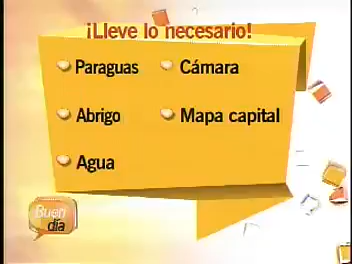 ¡Lleve lo necesario!
Paraguas
Cámara
Abrigo
Mapa capital
Agua
Buen
día